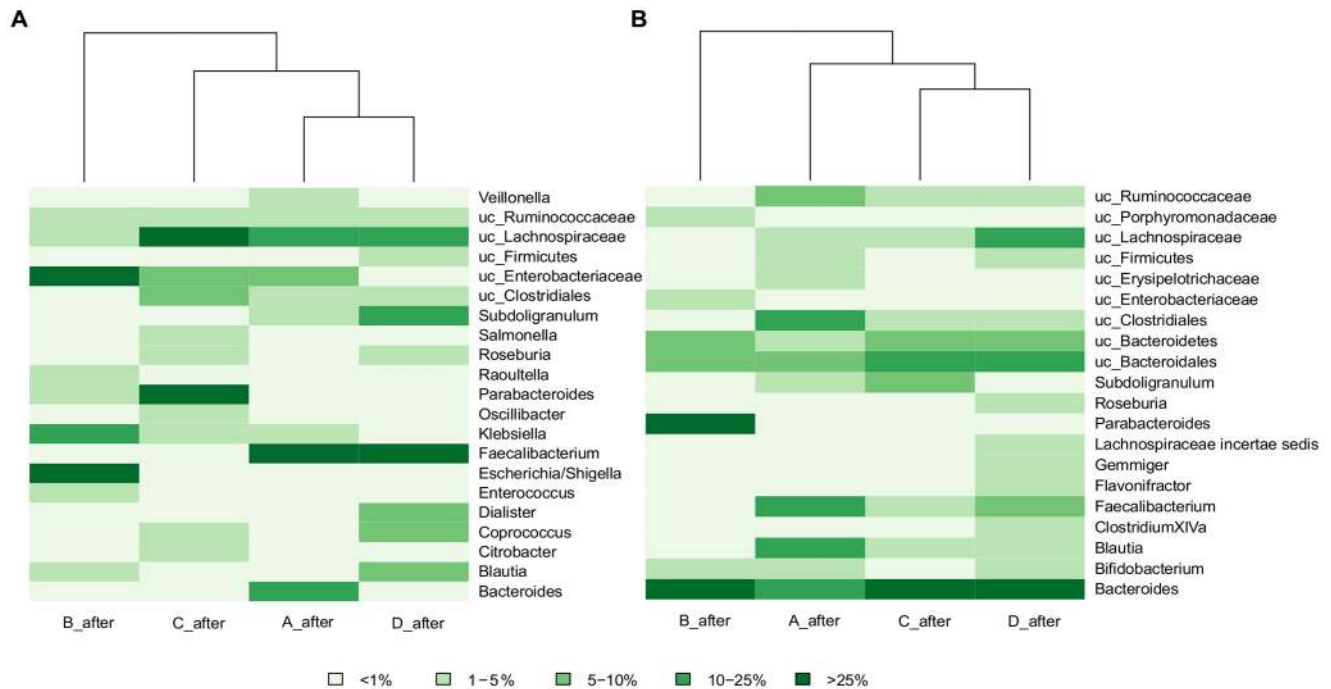 A
B
Veillonella
uc_Ruminococcaceae
uc_Lachnospiraceae
uc_Firmicutes
uc_Enterobacteriaceae
uc_Clostridiales
Subdoligranulum
Salmonella
Roseburia
Raoultella
Parabacteroides
Oscillibacter
Klebsiella
Faecalibacterium
Escherichia/Shigella
Enterococcus
Dialister
Coprococcus
Citrobacter
Blautia
Bacteroides
B_after C_after A_after D_after
uc_Ruminococcaceae
uc_Porphyromonadaceae
uc_Lachnospiraceae
uc_Firmicutes
uc_Erysipelotrichaceae
uc_Enterobacteriaceae
uc_Clostridiales
uc_Bacteroidetes
uc_Bacteroidales
Subdoligranulum
Roseburia
Parabacteroides
Lachnospiraceae incertae sedis
Gemmiger
Flavonifractor
Faecalibacterium
ClostridiumXIVa
Blautia
Bifidobacterium
Bacteroides
B_after A_after C_after D_after
<1% 1-5% 5-10% 10-25% >25%